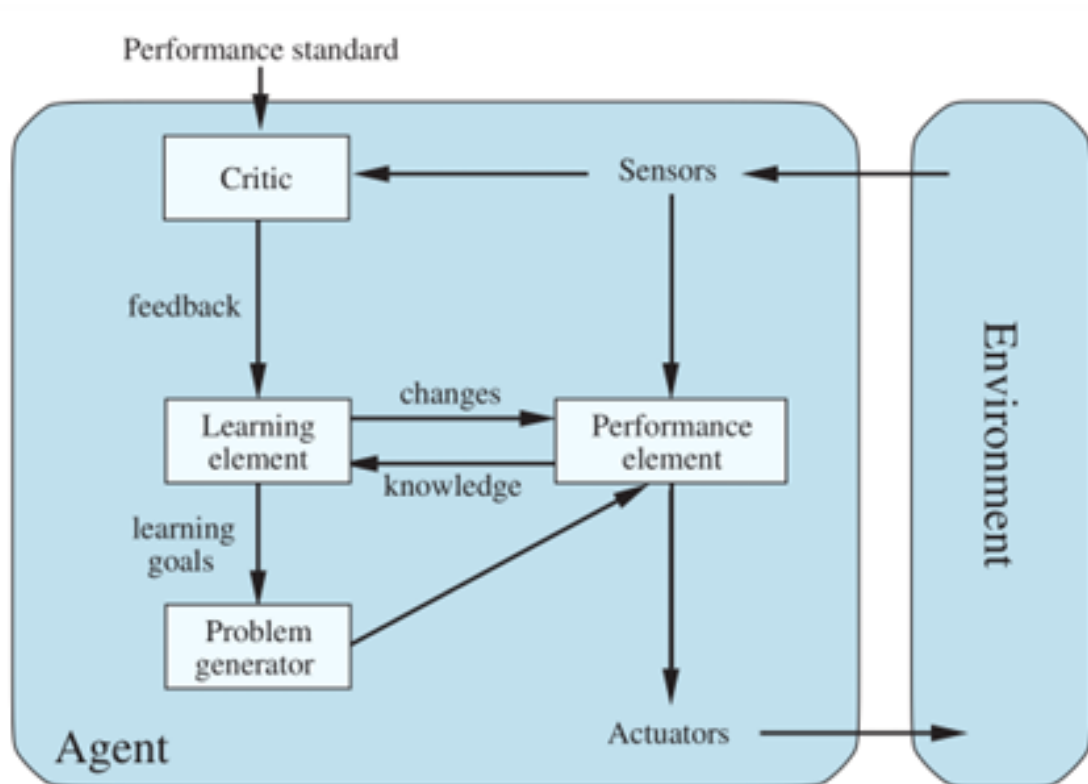 Performance standard
Critic
Sensors
feedback
changes
Learning
element
Performance
element
knowledge
learning
goals
Problem
generator
Agent
Actuators
Environment